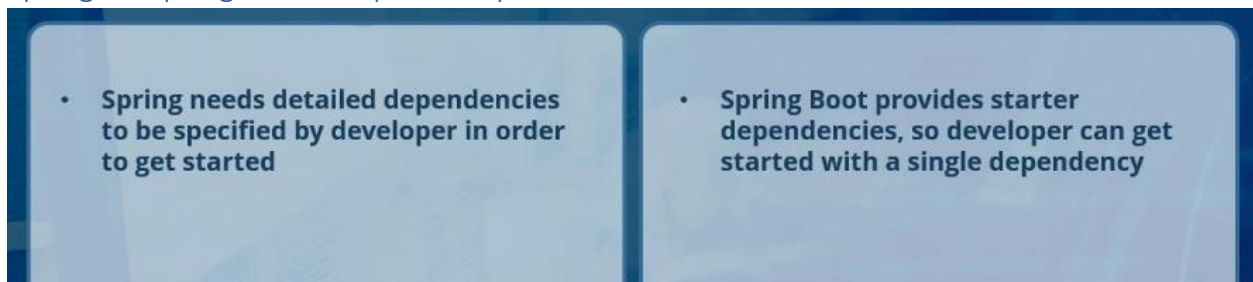 • Spring needs detailed dependencies
to be specified by developer in order
to get started
• Spring Boot provides starter
dependencies, so developer can get
started with a single dependency